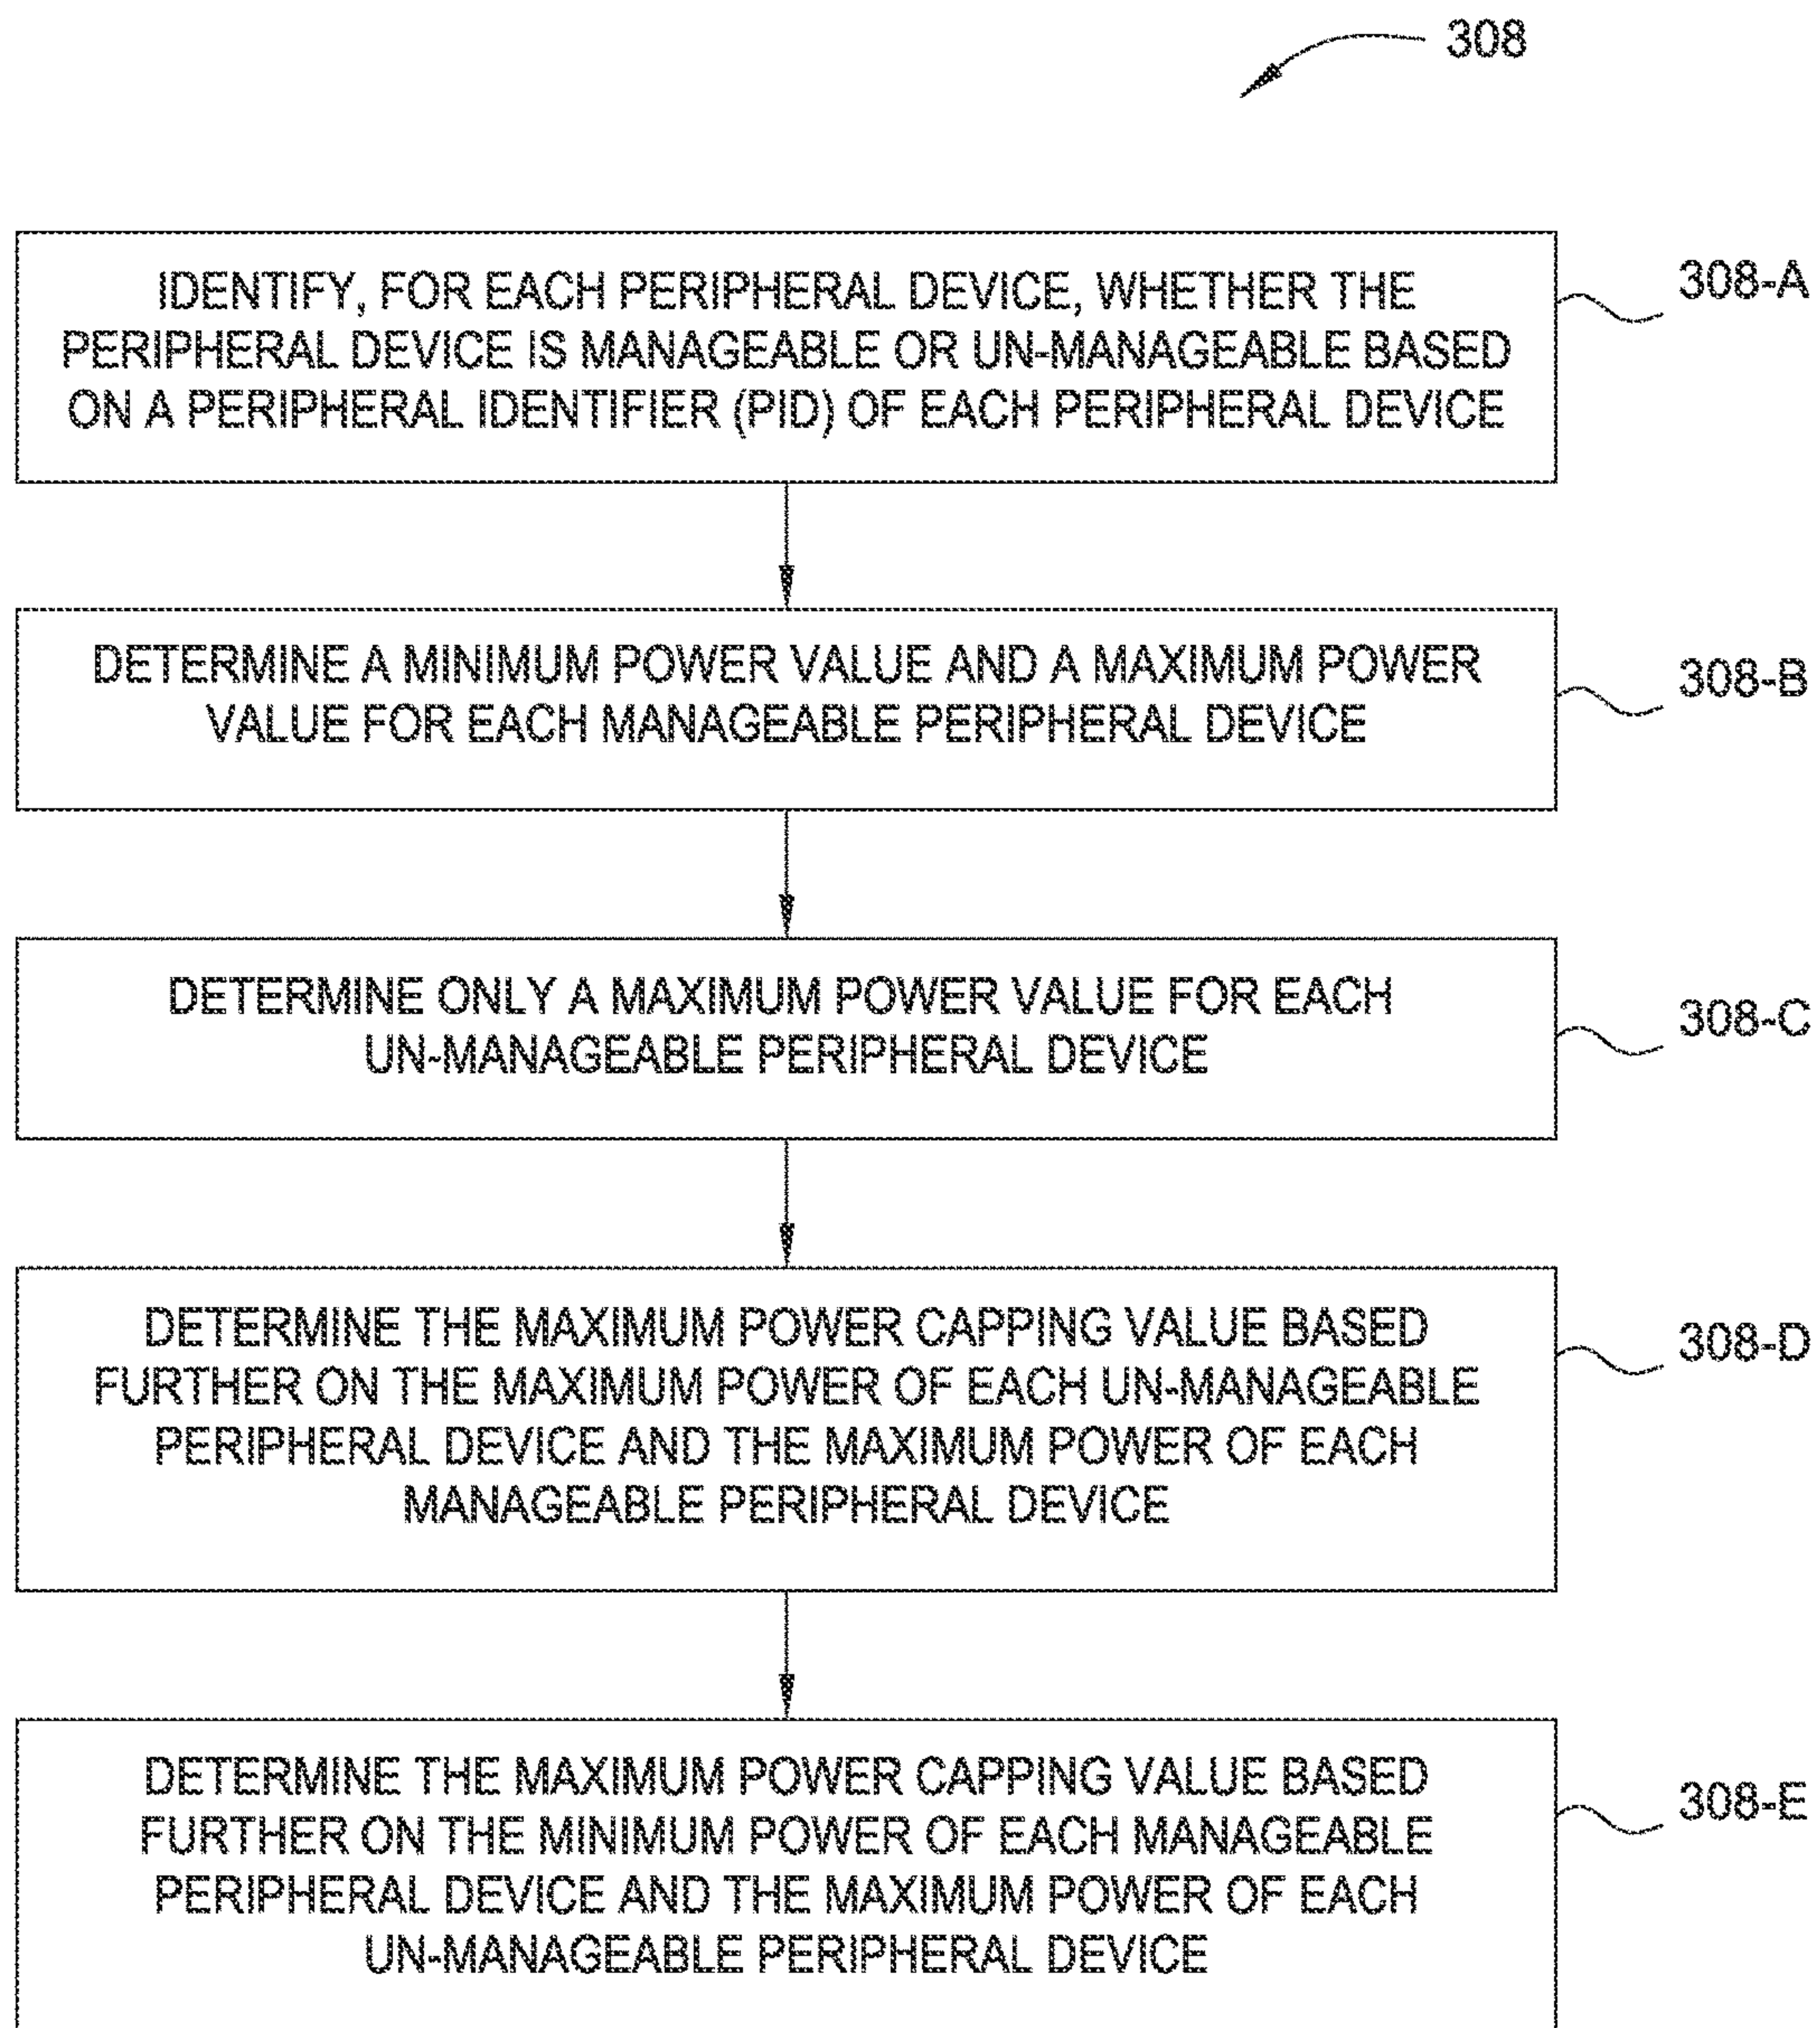 308
IDENTIFY, FOR EACH PERIPHERAL DEVICE, WHETHER THE
PERIPHERAL DEVICE IS MANAGEABLE OR UN-MANAGEABLE BASED
ON A PERIPHERAL IDENTIFIER (PID) OF EACH PERIPHERAL DEVICE
308-A
DETERMINE A MINIMUM POWER VALUE AND A MAXIMUM POWER
VALUE FOR EACH MANAGEABLE PERIPHERAL DEVICE
308-B
DETERMINE ONLY A MAXIMUM POWER VALUE FOR EACH
UN-MANAGEABLE PERIPHERAL DEVICE
308-C
DETERMINE THE MAXIMUM POWER CAPPING VALUE BASED
FURTHER ON THE MAXIMUM POWER OF EACH UN-MANAGEABLE
PERIPHERAL DEVICE AND THE MAXIMUM POWER OF EACH
MANAGEABLE PERIPHERAL DEVICE
308-D
DETERMINE THE MAXIMUM POWER CAPPING VALUE BASED
FURTHER ON THE MINIMUM POWER OF EACH MANAGEABLE
PERIPHERAL DEVICE AND THE MAXIMUM POWER OF EACH
UN-MANAGEABLE PERIPHERAL DEVICE
308-E